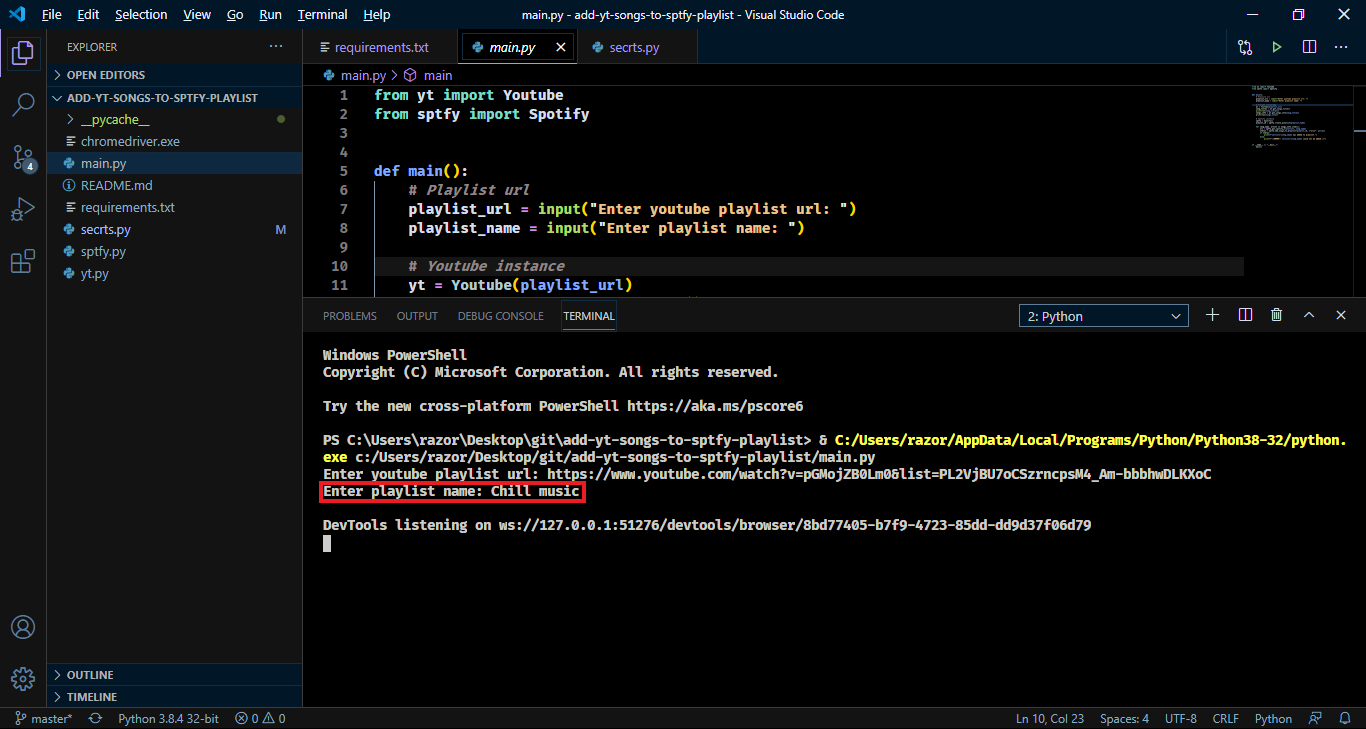 File Edit Selection View Go Run Terminal Help main.py - add-yt-songs-to-sptfy-playlist - Visual Studio Code
EXPLORER ···
requirements.txt main.py secrts.py
OPEN EDITORS
ADD-YT-SONGS-TO-SPTFY-PLAYLIST
__pycache__
chromedriver.exe
main.py
README.md
requirements.txt
secrts.py M
sptfy.py
yt.py
4
OUTLINE
TIMELINE
main.py > main
1 from yt import Youtube
2 from sptfy import Spotify
3
4
5 def main():
6 # Playlist url
7 playlist_url = input("Enter youtube playlist url: ")
8 playlist_name = input("Enter playlist name: ")
9
10 # Youtube instance
11 yt = Youtube(playlist_url)
PROBLEMS OUTPUT DEBUG CONSOLE TERMINAL 2: Python
Windows PowerShell
Copyright (C) Microsoft Corporation. All rights reserved.
Try the new cross-platform PowerShell https://aka.ms/pscore6
PS C:\Users\razor\Desktop\git\add-yt-songs-to-sptfy-playlist> & C:/Users/razor/AppData/Local/Programs/Python/Python38-32/python.
exe c:/Users/razor/Desktop/git/add-yt-songs-to-sptfy-playlist/main.py
Enter youtube playlist url: https://www.youtube.com/watch?v=pGMojZB0Lm0&list=PL2VjBU7oCSzrncpsM4_Am-bbbhwDLKXoC
Enter playlist name: Chill music
DevTools listening on ws://127.0.0.1:51276/devtools/browser/8bd77405-b7f9-4723-85dd-dd9d37f06d79
master* Python 3.8.4 32-bit 0 0 Ln 10, Col 23 Spaces: 4 UTF-8 CRLF Python